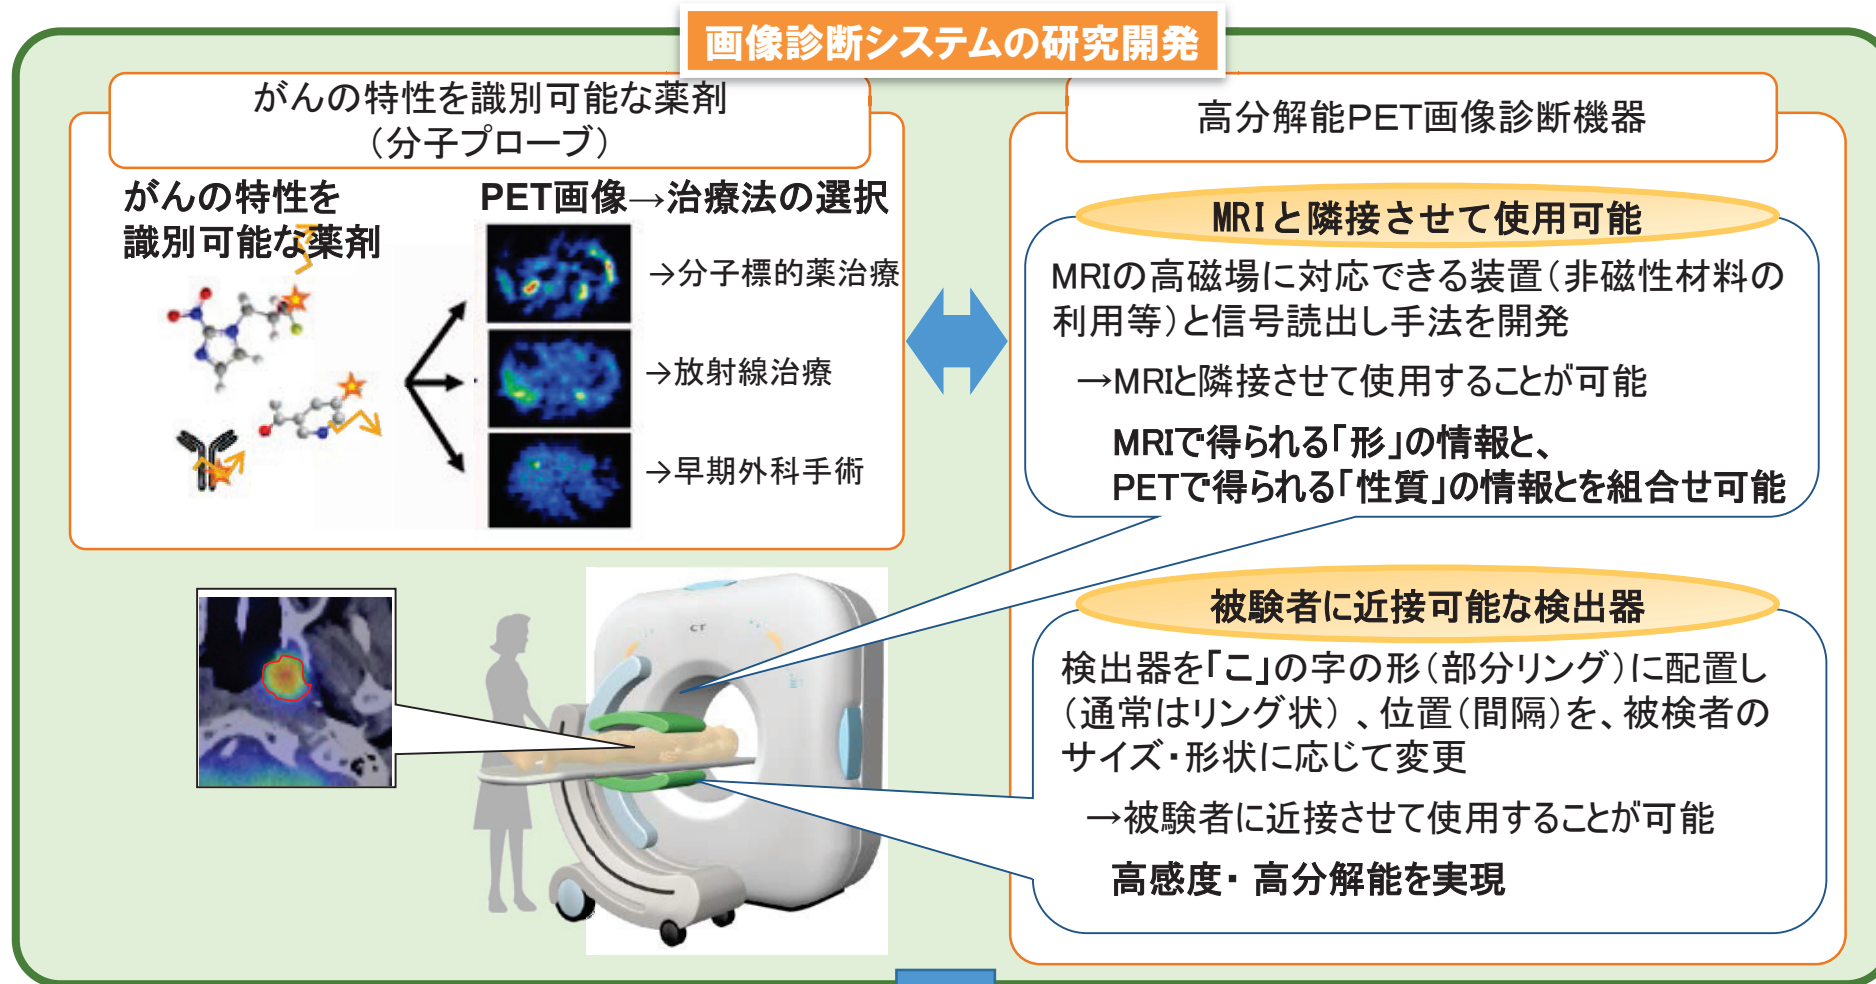 画像診断システムの研究開発
がんの特性を識別可能な薬剤
（分子プローブ）
がんの特性を
識別可能な薬剤
PET画像→治療法の選択
→分子標的薬治療
→放射線治療
→早期外科手術
高分解能PET画像診断機器
MRIと隣接させて使用可能
MRIの高磁場に対応できる装置（非磁性材料の
利用等）と信号読出し手法を開発
→MRIと隣接させて使用することが可能
MRIで得られる「形」の情報と、
PETで得られる「性質」の情報とを組合せ可能
被験者に近接可能な検出器
検出器を「こ」の字の形（部分リング）に配置し
（通常はリング状）、位置（間隔）を、被検者の
サイズ・形状に応じて変更
→被験者に近接させて使用することが可能
高感度・高分解能を実現
CT